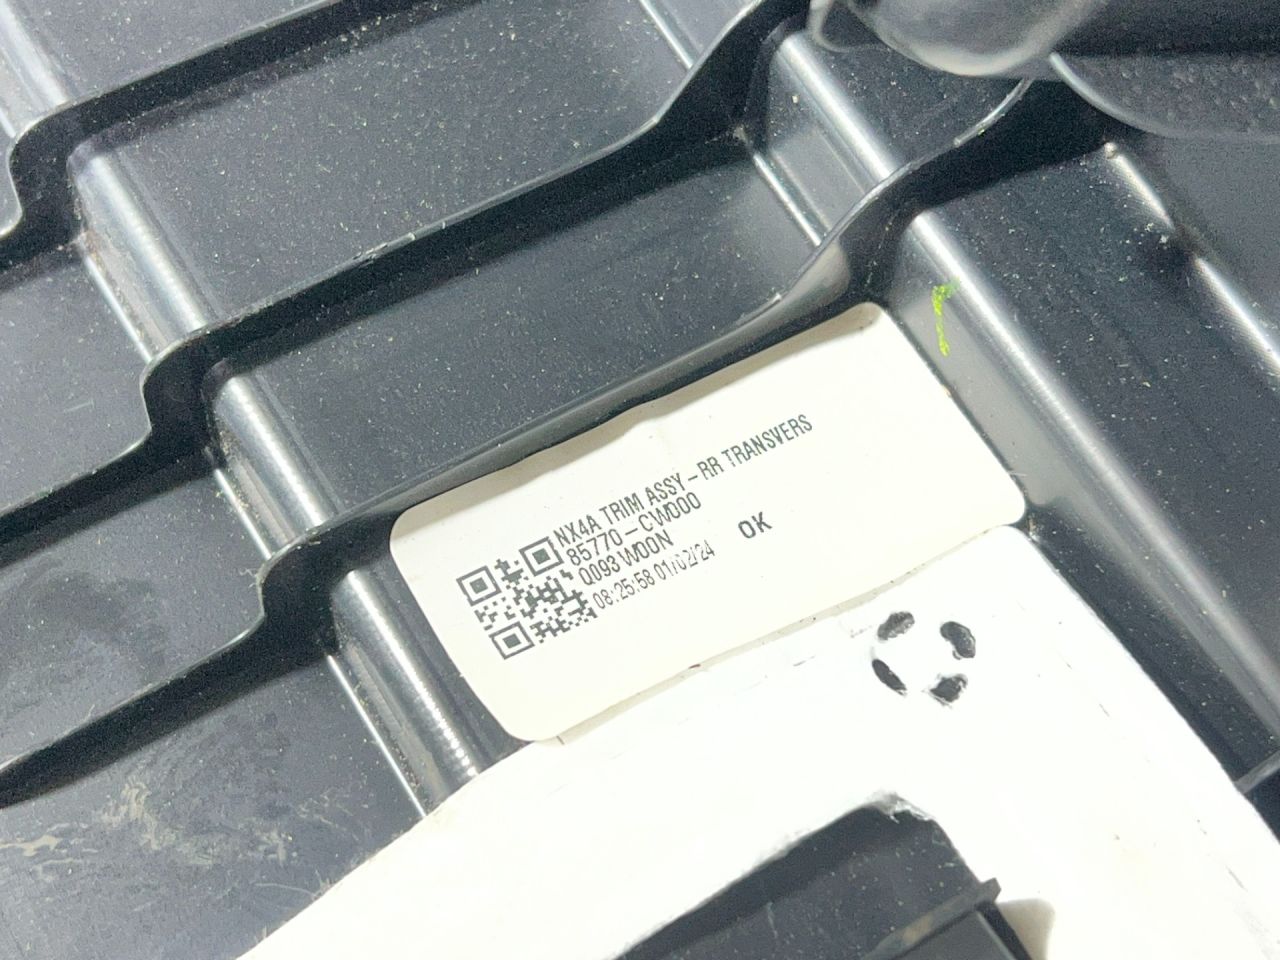 NX4A TRIM ASSY-RR TRANSVERS
85770-CW000
Q093 W00N
08:25:58 01/02/24 OK